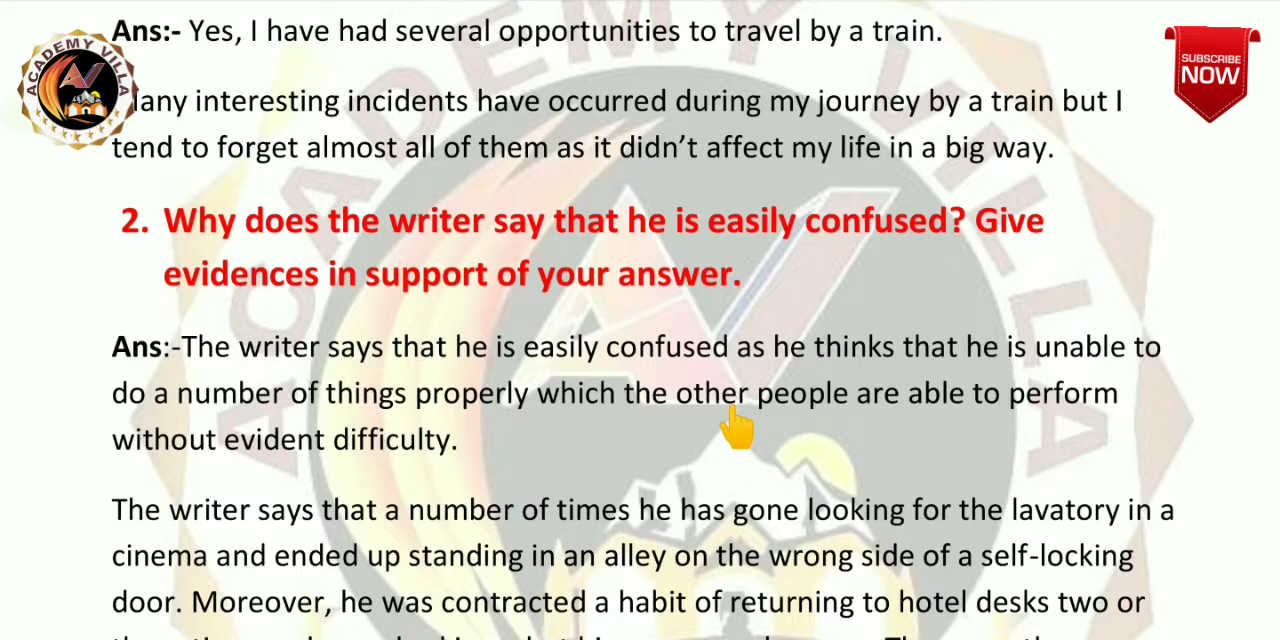 Ans:- Yes, I have had several opportunities to travel by a train.
any interesting incidents have occurred during my journey by a train but I
tend to forget almost all of them as it didn't affect my life in a big way.
2. Why does the writer say that he is easily confused? Give
evidences in support of your answer.
Ans:-The writer says that he is easily confused as he thinks that he is unable to
do a number of things properly which the other people are able to perform
without evident difficulty.
The writer says that a number of times he has gone looking for the lavatory in a
cinema and ended up standing in an alley on the wrong side of a self-locking
door. Moreover, he was contracted a habit of returning to hotel desks two or
ACADEMY VILLA
AV
SUBSCRIBE
NOW
ACADEMY VILLA